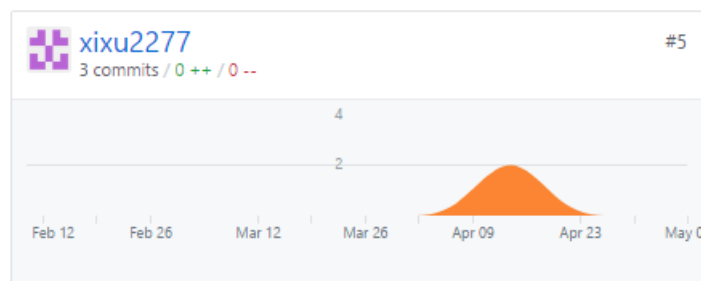 xixu2277 #5
3 commits / 0 ++ / 0 --
4
2
Feb 12 Feb 26 Mar 12 Mar 26 Apr 09 Apr 23 May